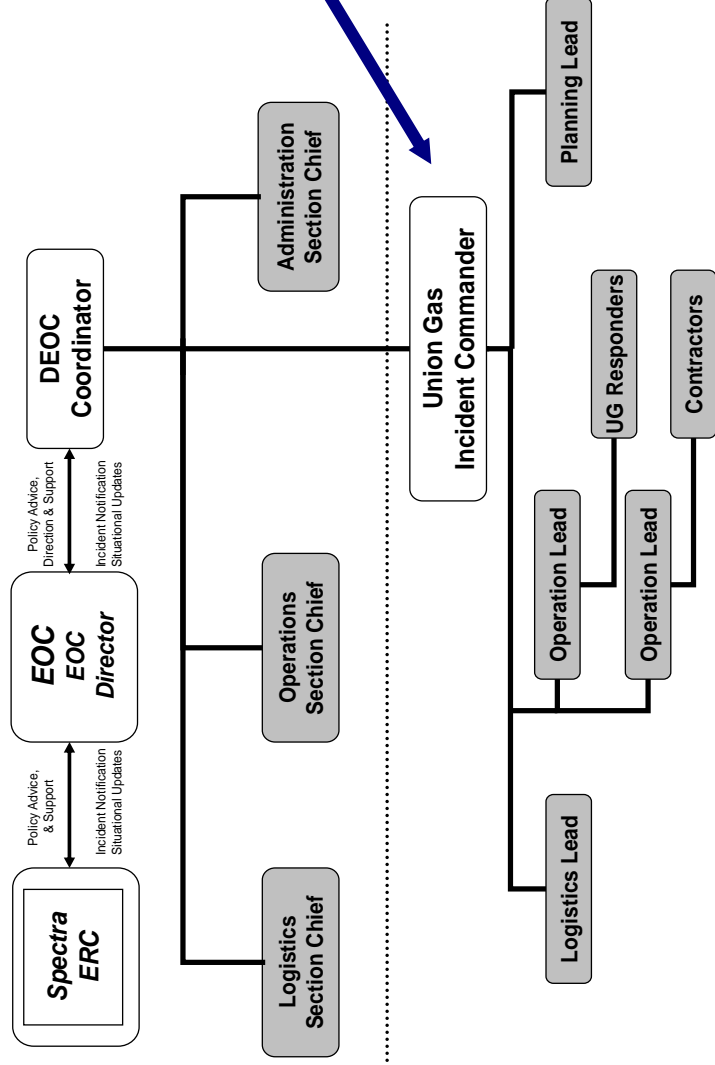 Spectra
ERC
Policy Advice,
& Support
Incident Notification
Situational Updates
EOC
EOC
Director
Policy Advice,
Direction & Support
Incident Notification
Situational Updates
DEOC
Coordinator
Logistics
Section Chief
Operations
Section Chief
Administration
Section Chief
Union Gas
Incident Commander
Logistics Lead
Operation Lead
UG Responders
Operation Lead
Contractors
Planning Lead